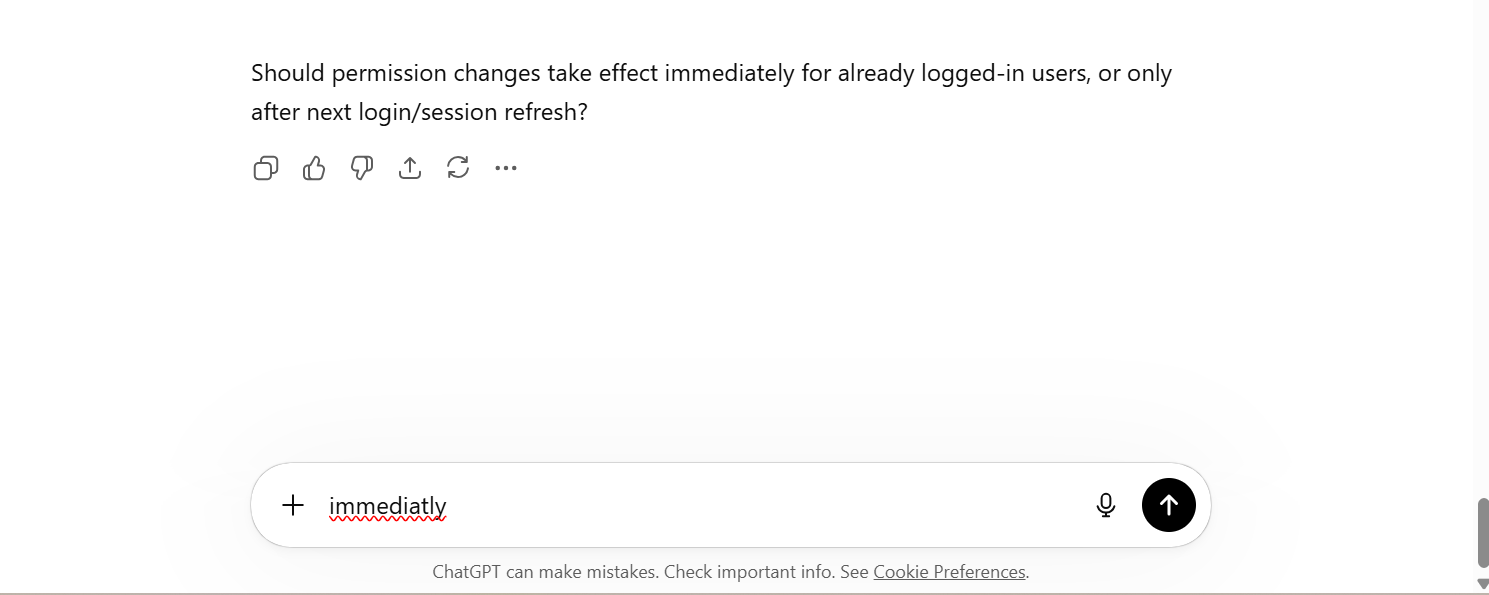 Should permission changes take effect immediately for already logged-in users, or only
after next login/session refresh?
immediatly
ChatGPT can make mistakes. Check important info. See Cookie Preferences.